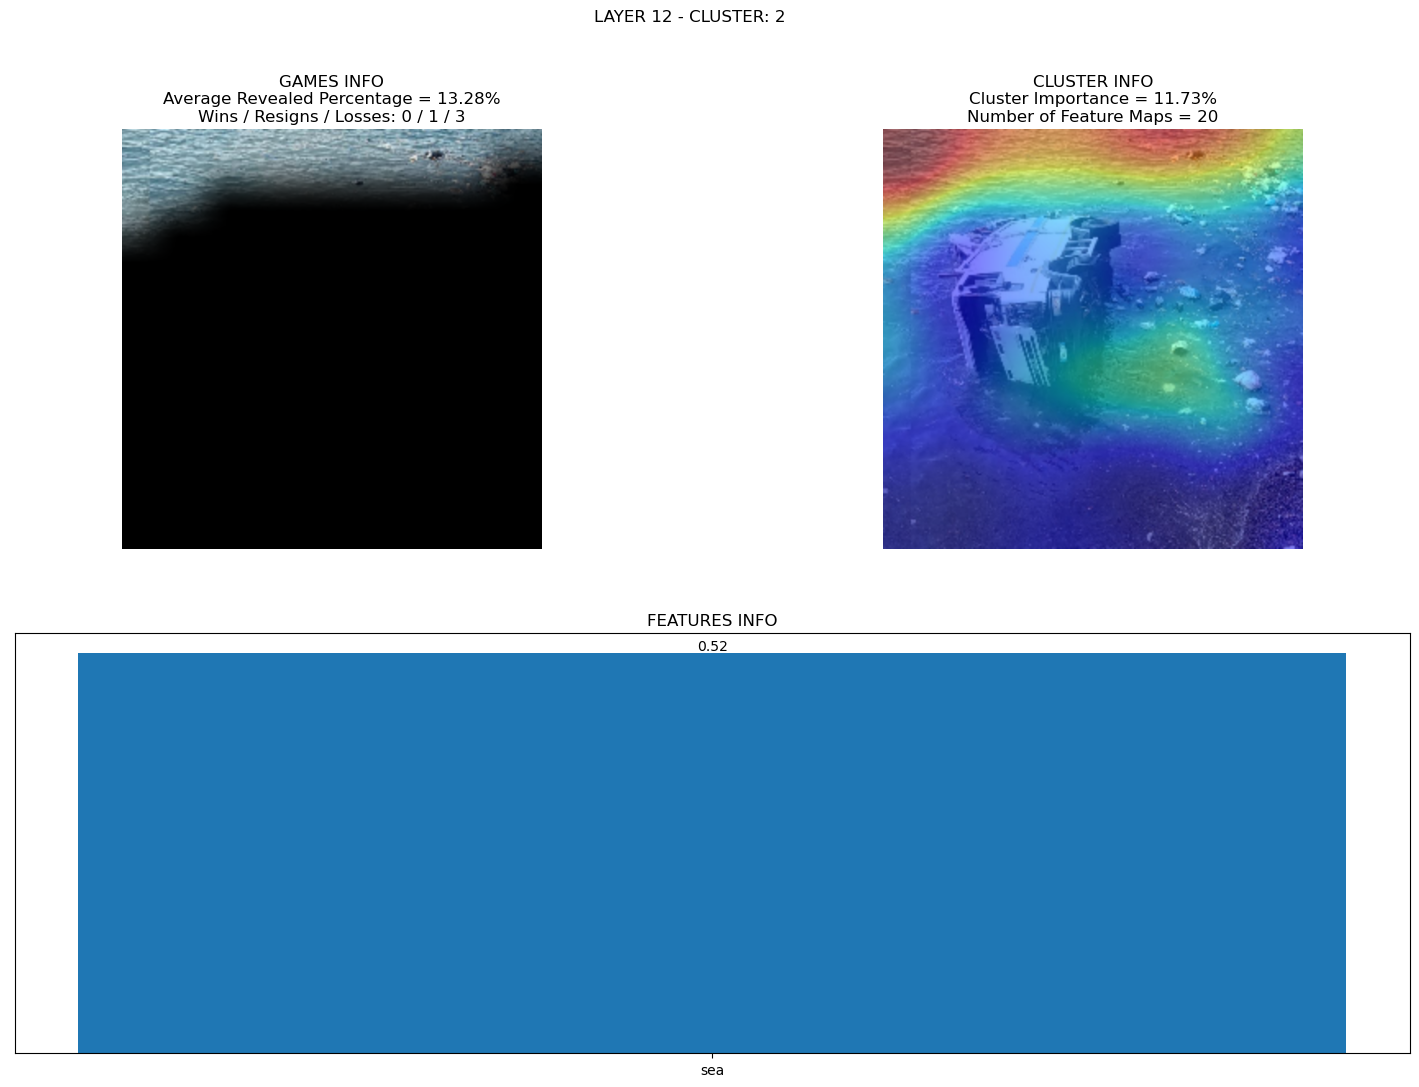 LAYER 12 - CLUSTER: 2
GAMES INFO
Average Revealed Percentage = 13.28%
Wins / Resigns / Losses: 0 / 1 / 3
CLUSTER INFO
Cluster Importance = 11.73%
Number of Feature Maps = 20
FEATURES INFO
0.52
sea